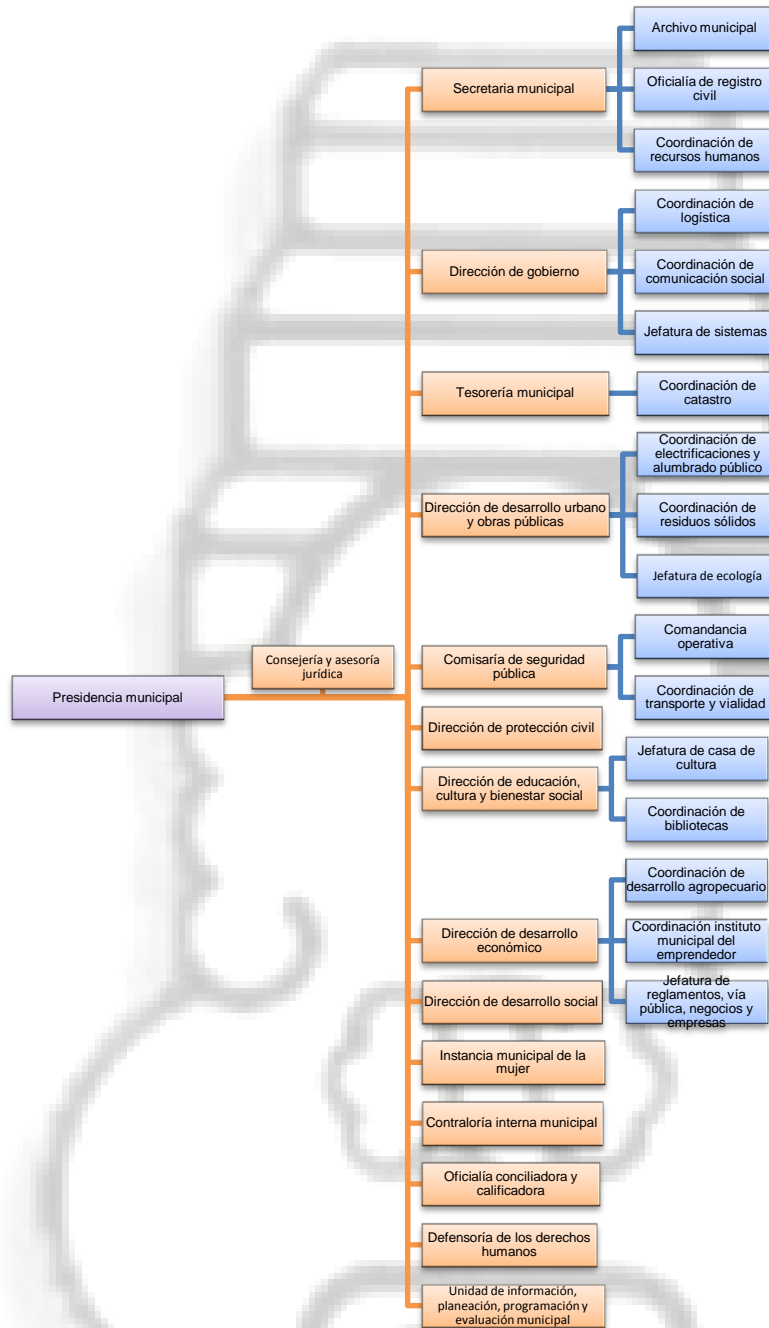 Presidencia municipal
Consejería y asesoría
jurídica
Secretaria municipal
Archivo municipal
Oficialía de registro
civil
Coordinación de
recursos humanos
Dirección de gobierno
Coordinación de
logística
Coordinación de
comunicación social
Jefatura de sistemas
Tesorería municipal
Coordinación de
catastro
Dirección de desarrollo urbano
y obras públicas
Coordinación de
electrificaciones y
alumbrado público
Coordinación de
residuos sólidos
Jefatura de ecología
Comisaría de seguridad
pública
Comandancia
operativa
Coordinación de
transporte y vialidad
Dirección de protección civil
Dirección de educación,
cultura y bienestar social
Jefatura de casa de
cultura
Coordinación de
bibliotecas
Dirección de desarrollo
económico
Coordinación de
desarrollo agropecuario
Coordinación instituto
municipal del
emprendedor
Jefatura de
reglamentos, vía
pública, negocios y
empresas
Dirección de desarrollo social
Instancia municipal de la
mujer
Contraloría interna municipal
Oficialía conciliadora y
calificadora
Defensoría de los derechos
humanos
Unidad de información,
planeación, programación y
evaluación municipal